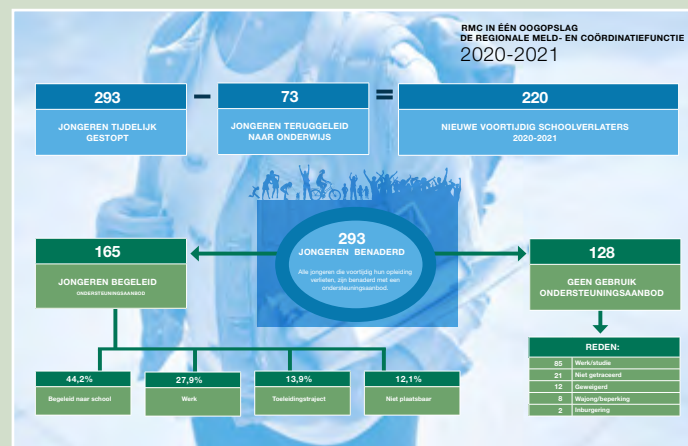 RMC IN ÉÉN OOGOPSLAG
DE REGIONALE MELD- EN COÖRDINATIEFUNCTIE
2020-2021
293
JONGEREN TIJDELIJK
GESTOPT
–
73
JONGEREN TERUGGELEID
NAAR ONDERWIJS
=
220
NIEUWE VOORTIJDIG SCHOOLVERLATERS
2020-2021
293
JONGEREN BENADERD
Alle jongeren die voortijdig hun opleiding
verlieten, zijn benaderd met een
ondersteuningsaanbod.
165
JONGEREN BEGELEID
ONDERSTEUNINGSAANBOD
128
GEEN GEBRUIK
ONDERSTEUNINGSAANBOD
44,2%
Begeleid naar school
27,9%
Werk
13,9%
Toeleidingstraject
12,1%
Niet plaatsbaar
REDEN:
85 Werk/studie
21 Niet getraceerd
12 Geweigerd
8 Wajong/beperking
2 Inburgering